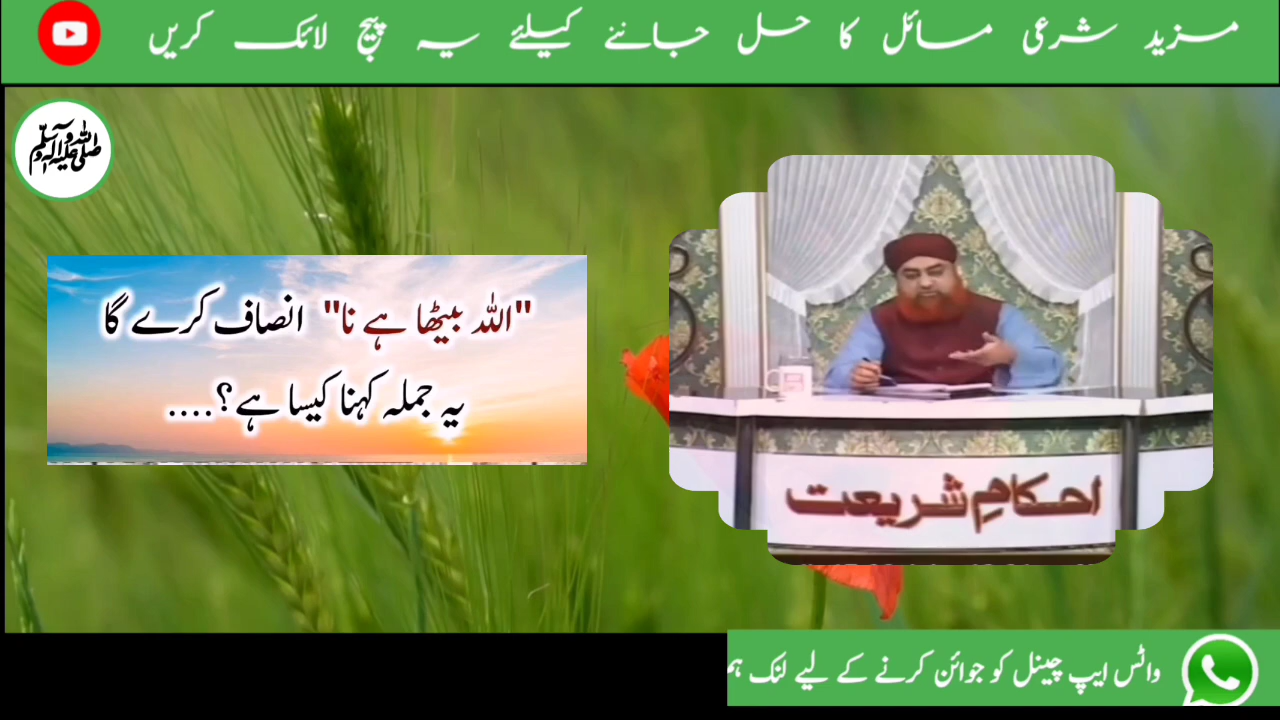 مزید شرعی مسائل کا حل جاننے کیلئے یہ پیج لائک کریں
صلی اللہ علیہ وآلہ وسلم
"اللہ بیٹھا ہے نا" انصاف کرے گا
یہ جملہ کہنا کیسا ہے؟....
احکامِ شریعت
واٹس ایپ چینل کو جوائن کرنے کے لیے لنک